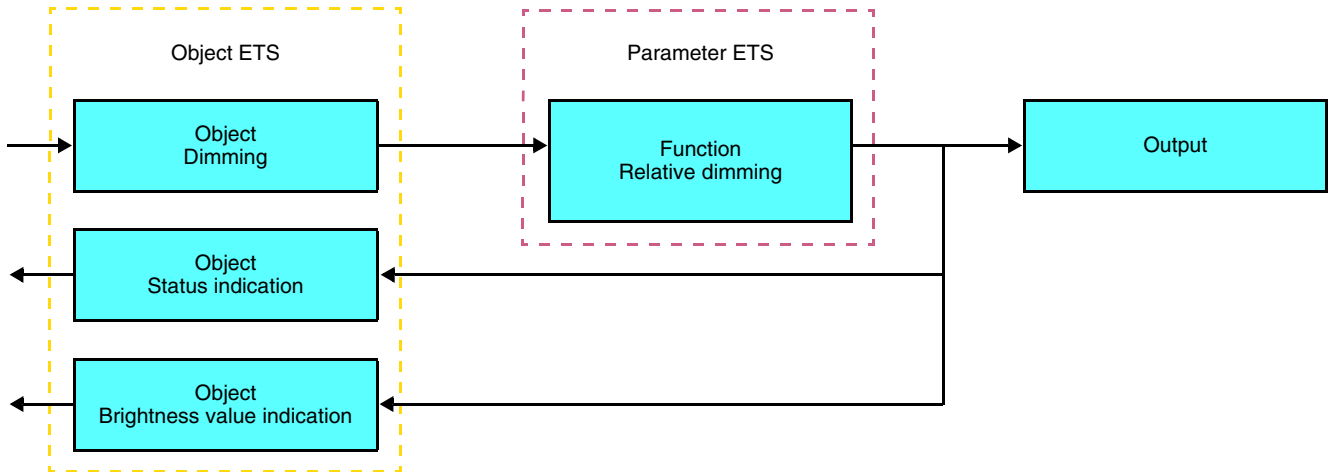 Object ETS
Parameter ETS
Object
Dimming
Function
Relative dimming
Output
Object
Status indication
Object
Brightness value indication